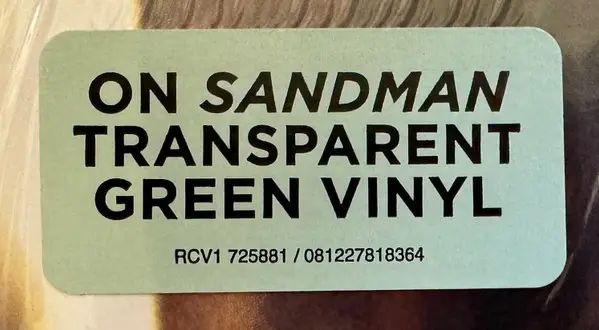 ON SANDMAN
TRANSPARENT
GREEN VINYL
RCV1 725881 / 081227818364